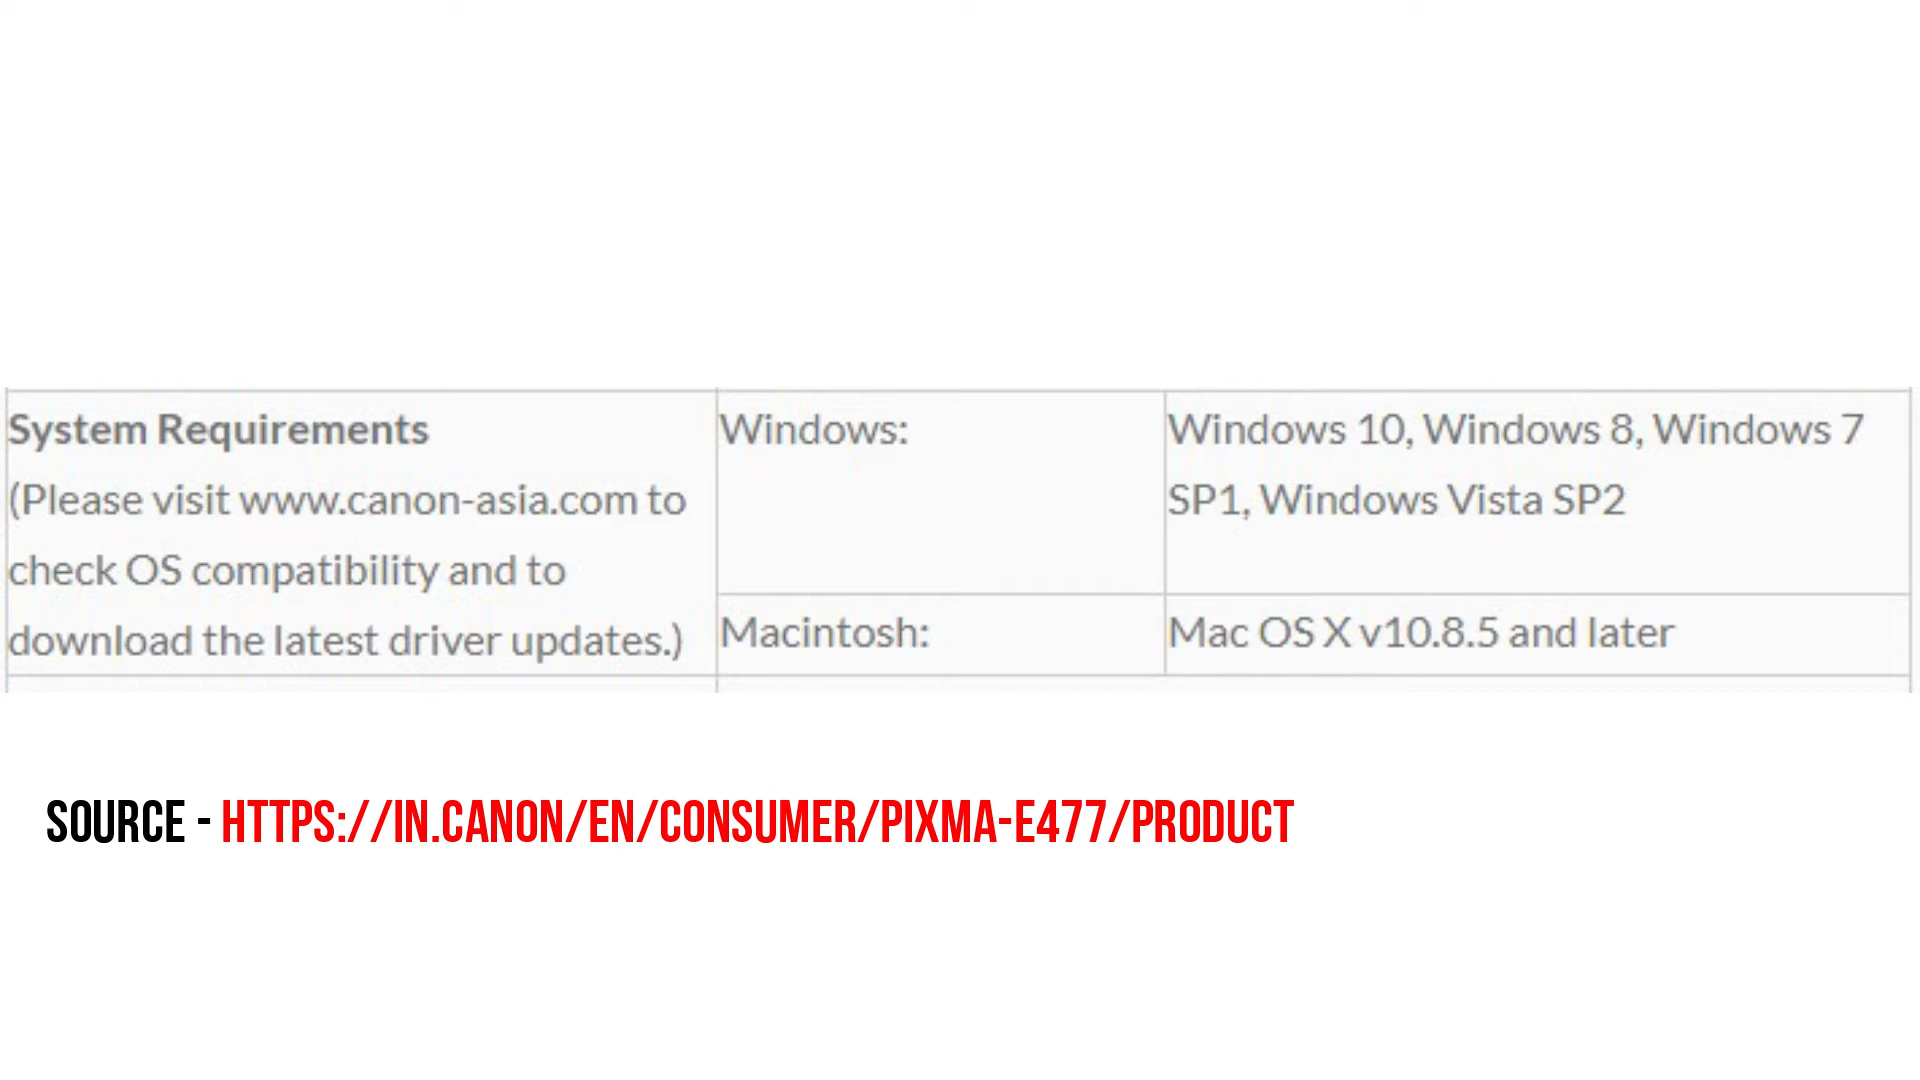 System Requirements
(Please visit www.canon-asia.com to
check OS compatibility and to
download the latest driver updates.)
Windows:
Windows 10, Windows 8, Windows 7
SP1, Windows Vista SP2
Macintosh:
Mac OS X v10.8.5 and later
SOURCE - HTTPS://IN.CANON/EN/CONSUMER/PIXMA-E477/PRODUCT